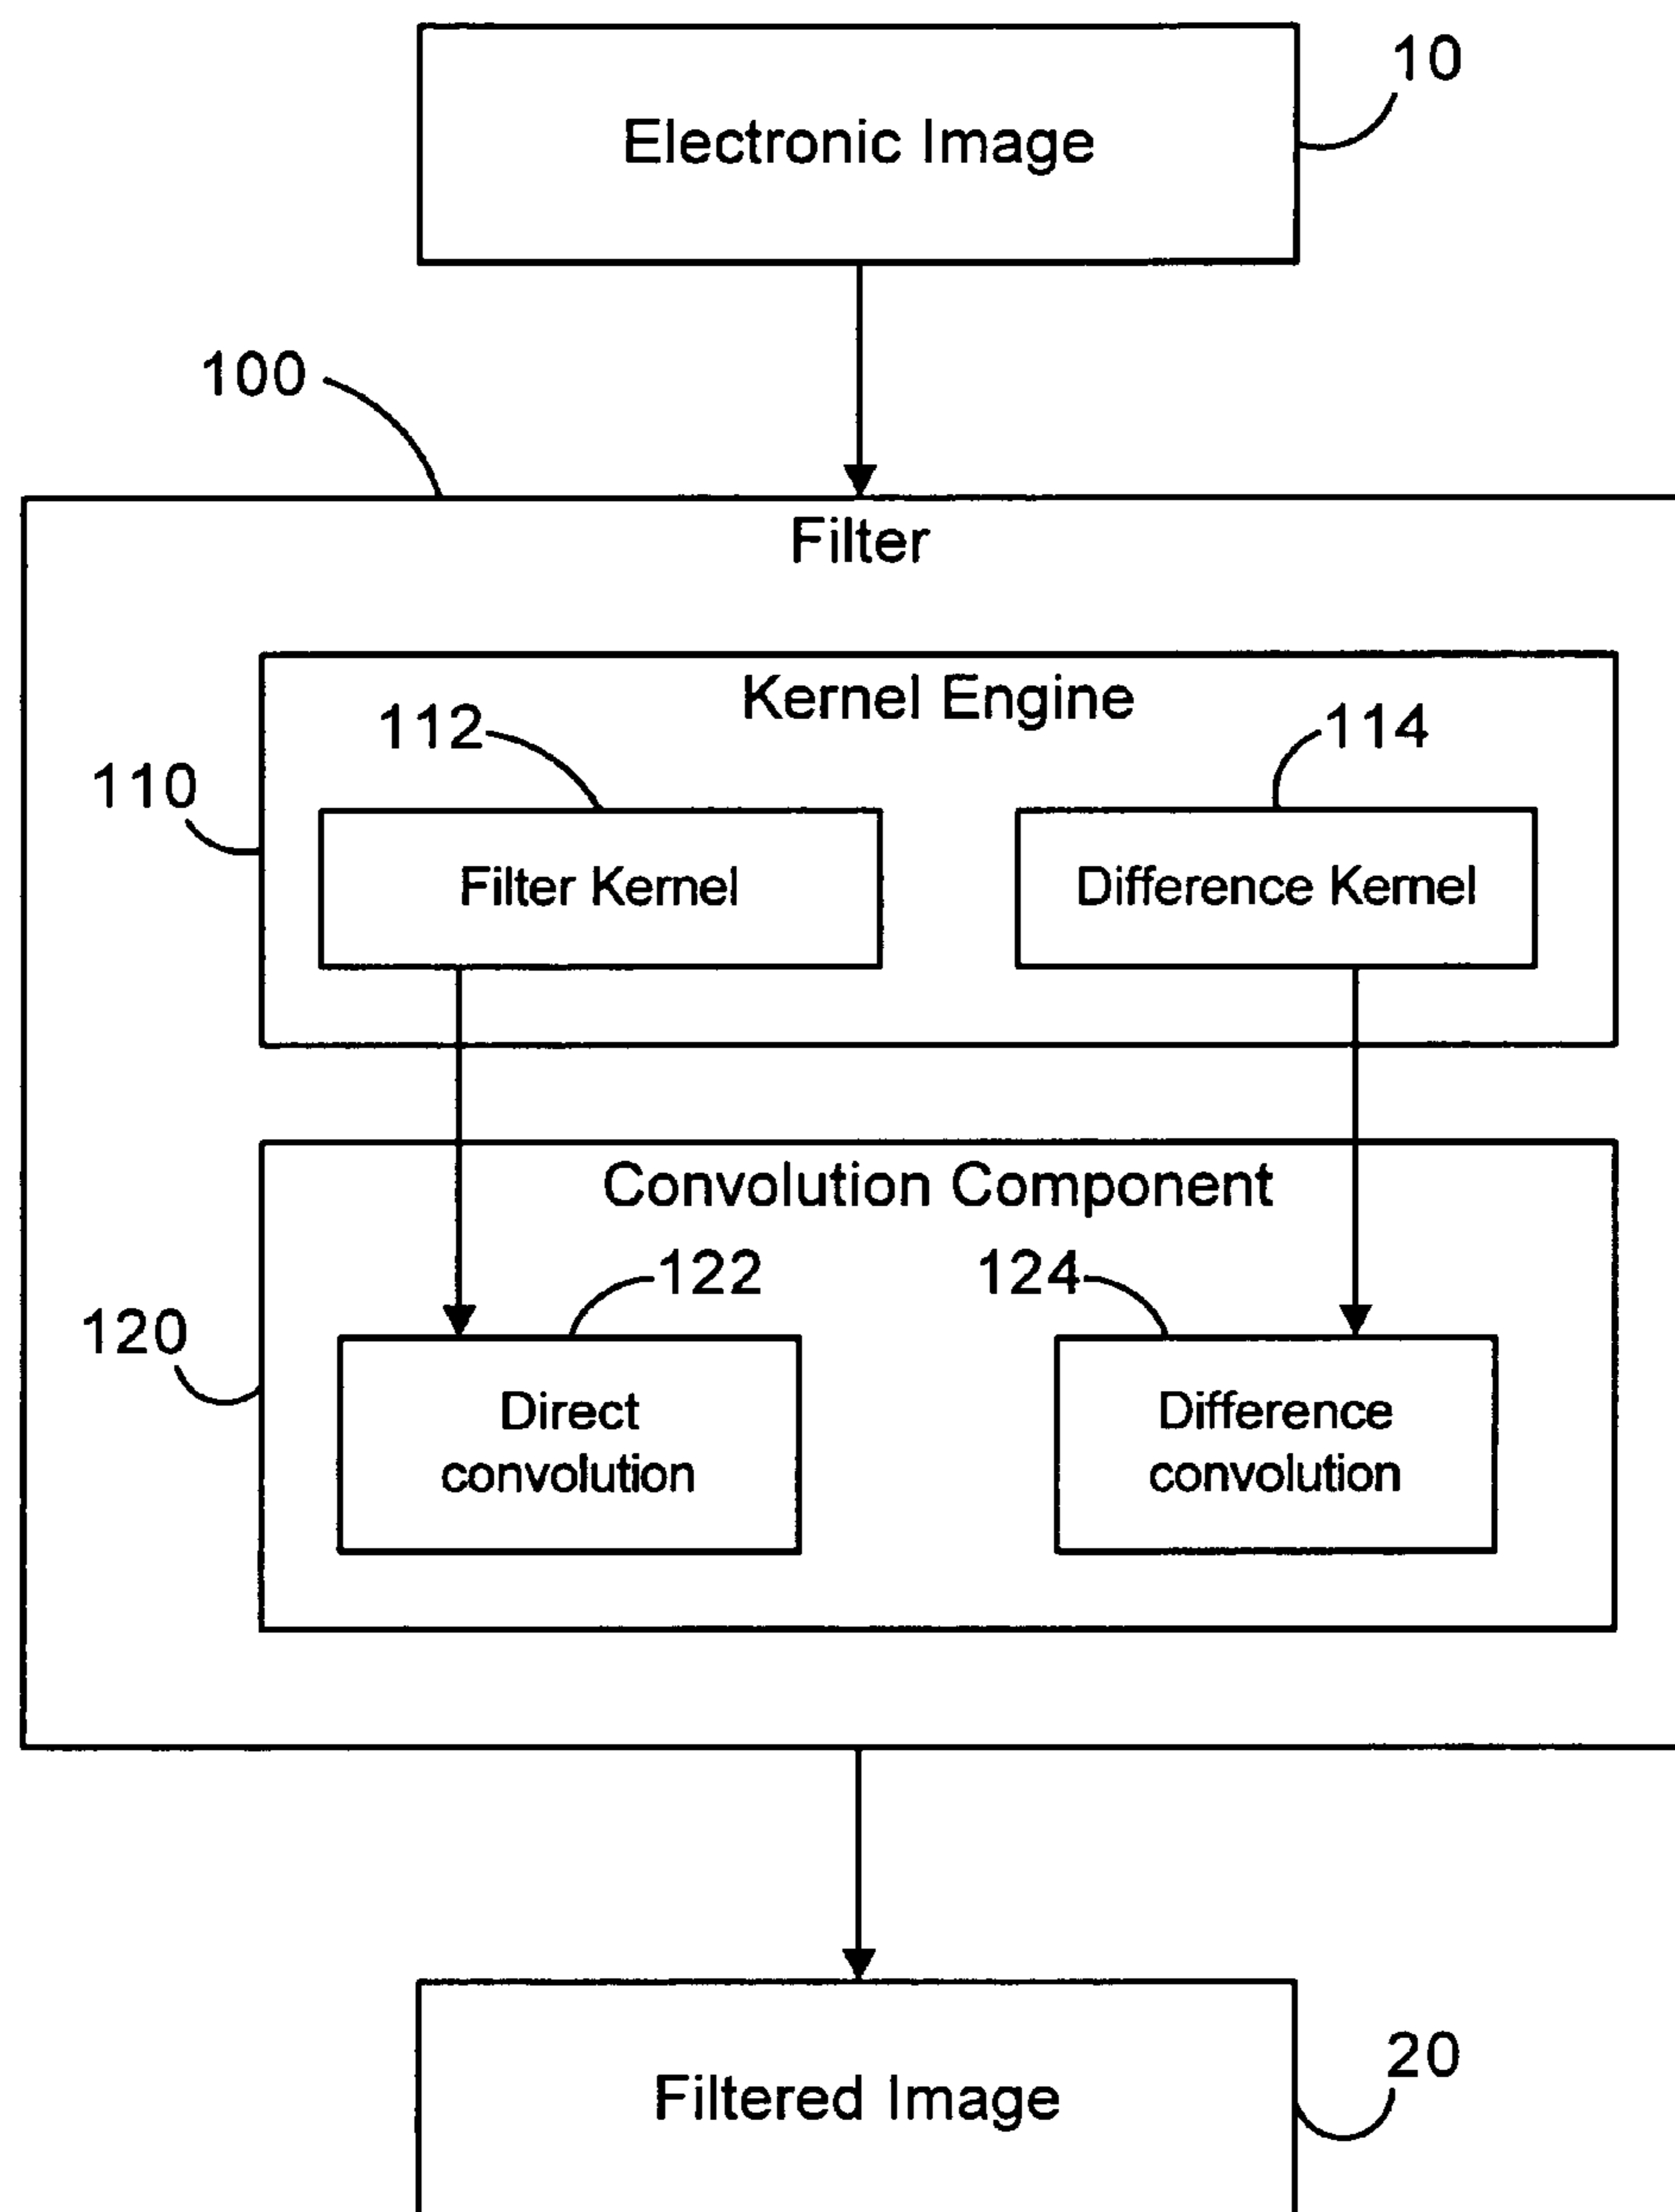 10
Electronic Image
100
Filter
Kernel Engine
112
114
110
Filter Kernel
Difference Kernel
Convolution Component
122
124
120
Direct
convolution
Difference
convolution
20
Filtered Image